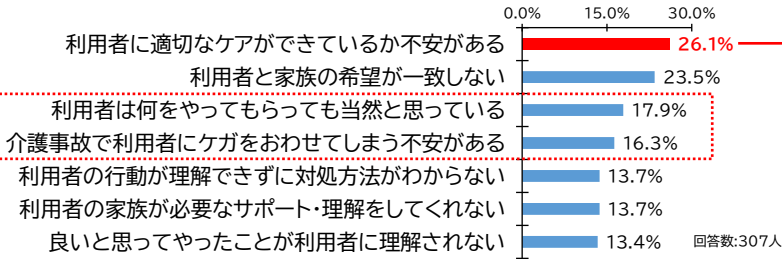 0.0% 15.0% 30.0%
利用者に適切なケアができているか不安がある 26.1%
利用者と家族の希望が一致しない 23.5%
利用者は何をやってもらっても当然と思っている 17.9%
介護事故で利用者にケガをおわせてしまう不安がある 16.3%
利用者の行動が理解できずに対処方法がわからない 13.7%
利用者の家族が必要なサポート・理解をしてくれない 13.7%
良いと思ってやったことが利用者に理解されない 13.4% 回答数:307人